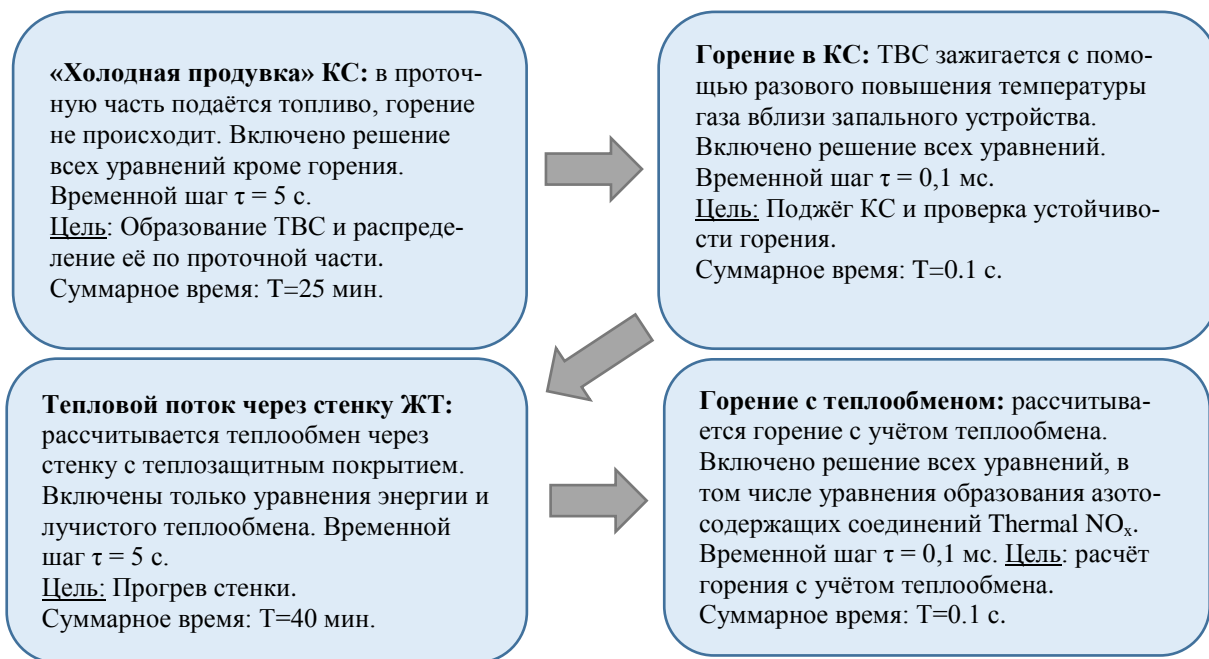 «Холодная продувка» КС: в проточ-
ную часть подаётся топливо, горение
не происходит. Включено решение
всех уравнений кроме горения.
Временной шаг τ = 5 с.
Цель: Образование ТВС и распреде-
ление её по проточной части.
Суммарное время: T=25 мин.
Горение в КС: ТВС зажигается с помо-
щью разового повышения температуры
газа вблизи запального устройства.
Включено решение всех уравнений.
Временной шаг τ = 0,1 мс.
Цель: Поджёг КС и проверка устойчиво-
сти горения.
Суммарное время: T=0.1 с.
Тепловой поток через стенку ЖТ:
рассчитывается теплообмен через
стенку с теплозащитным покрытием.
Включены только уравнения энергии и
лучистого теплообмена. Временной
шаг τ = 5 с.
Цель: Прогрев стенки.
Суммарное время: T=40 мин.
Горение с теплообменом: рассчитыва-
ется горение с учётом теплообмена.
Включено решение всех уравнений, в
том числе уравнения образования азото-
содержащих соединений Thermal NOₓ.
Временной шаг τ = 0,1 мс. Цель: расчёт
горения с учётом теплообмена.
Суммарное время: T=0.1 с.